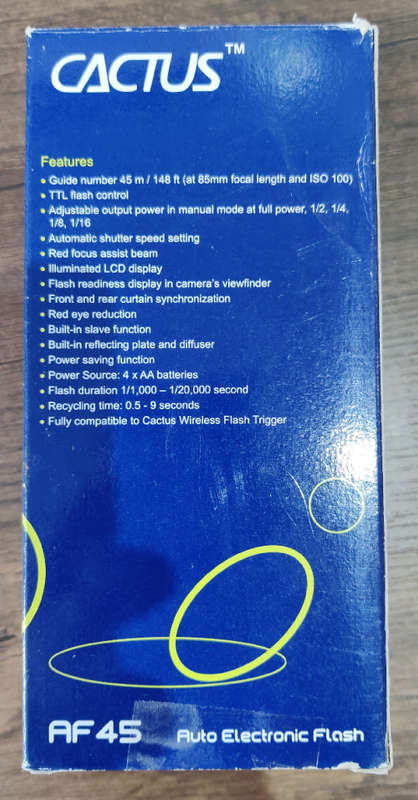 CACTUS™
Features
• Guide number 45 m / 148 ft (at 85mm focal length and ISO 100)
• TTL flash control
• Adjustable output power in manual mode at full power, 1/2, 1/4,
1/8, 1/16
• Automatic shutter speed setting
• Red focus assist beam
• Illuminated LCD display
• Flash readiness display in camera's viewfinder
• Front and rear curtain synchronization
• Red eye reduction
• Built-in slave function
• Built-in reflecting plate and diffuser
• Power saving function
• Power Source: 4 x AA batteries
• Flash duration 1/1,000 – 1/20,000 second
• Recycling time: 0.5 - 9 seconds
• Fully compatible to Cactus Wireless Flash Trigger
AF45 Auto Electronic Flash